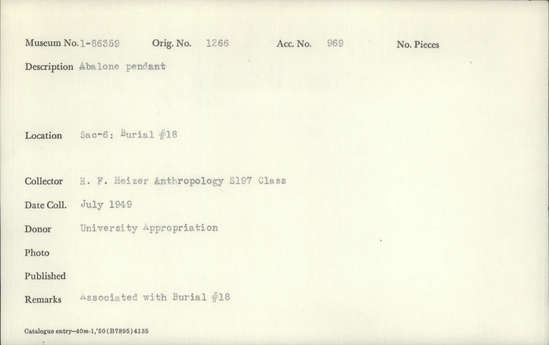 Museum No. 1-86359 Orig. No. 1266 Acc. No. 969 No. Pieces
Description Abalone pendant
Location Sac-6: Burial #18
Collector R. F. Heizer Anthropology S197 Class
Date Coll. July 1949
Donor University Appropriation
Photo
Published
Remarks Associated with Burial #18
Catalogue entry—40m-1,'50(B7895)4135